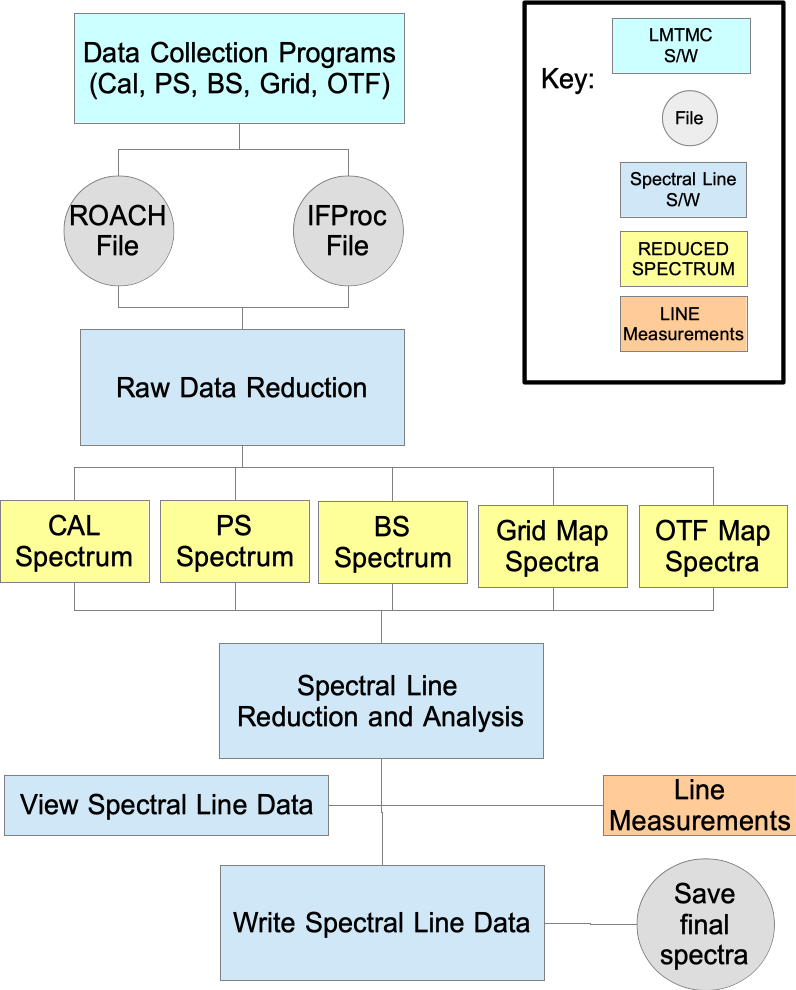 Data Collection Programs
(Cal, PS, BS, Grid, OTF)
Key:
LMTMC
S/W
File
Spectral Line
S/W
REDUCED
SPECTRUM
LINE
Measurements
ROACH
File
IFProc
File
Raw Data Reduction
CAL
Spectrum
PS
Spectrum
BS
Spectrum
Grid Map
Spectra
OTF Map
Spectra
Spectral Line
Reduction and Analysis
View Spectral Line Data
Line
Measurements
Write Spectral Line Data
Save
final
spectra